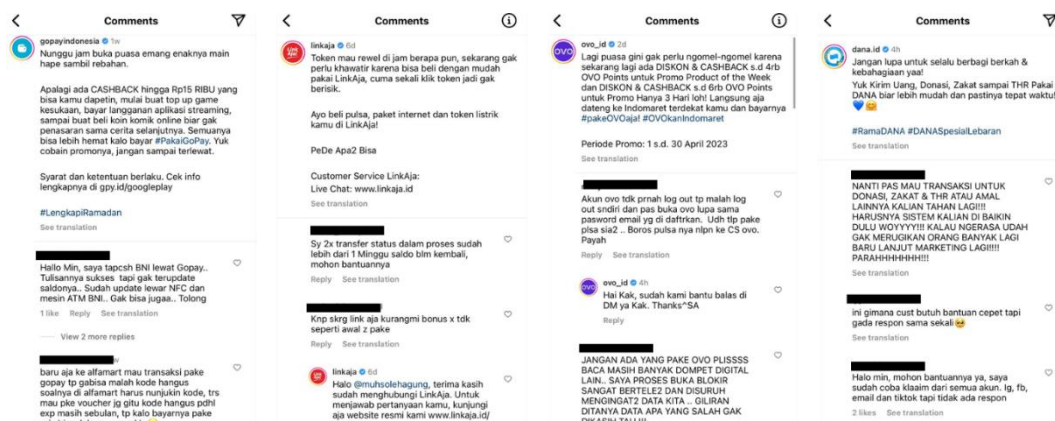 Comments
gopayindonesia 1w
Nunggu jam buka puasa emang enaknya main
hape sambil rebahan.
Apalagi ada CASHBACK hingga Rp15 RIBU yang
bisa kamu dapetin, mulai buat top up game
kesukaan, bayar langganan aplikasi streaming,
sampai buat beli koin komik online biar gak
penasaran sama cerita selanjutnya. Semuanya
bisa lebih hemat kalo bayar #PakaiGoPay. Yuk
cobain promonya, jangan sampai terlewat.
Syarat dan ketentuan berlaku. Cek info
lengkapnya di gpy.id/googleplay
#LengkapiRamadan
See translation
Hallo Min, saya tapcsh BNI lewat Gopay..
Tulisannya sukses tapi gak terupdate
saldonya.. Sudah update lewar NFC dan
mesin ATM BNI.. Gak bisa jugaa.. Tolong
1 like Reply See translation
View 2 more replies
w
baru aja ke alfamart mau transaksi pake
gopay tp gabisa malah kode hangus
soalnya di alfamart harus nunjukin kode, trs
mau pke voucher jg gitu kode hangus pdhl
exp masih sebulan, tp kalo bayarnya pake
Comments
linkaja 6d
Token mau rewel di jam berapa pun, sekarang gak
perlu khawatir karena bisa beli dengan mudah
pakai LinkAja, cuma sekali klik token jadi gak
berisik.
Ayo beli pulsa, paket internet dan token listrik
kamu di LinkAja!
PeDe Apa2 Bisa
Customer Service LinkAja:
Live Chat: www.linkaja.id
See translation
Sy 2x transfer status dalam proses sudah
lebih dari 1 Minggu saldo blm kembali,
mohon bantuannya
Reply See translation
Knp skrg link aja kurangmi bonus x tdk
seperti awal z pake
Reply See translation
linkaja 6d
Halo @muhsolehagung, terima kasih
sudah menghubungi LinkAja. Untuk
menjawab pertanyaan kamu, kunjungi
aja website resmi kami www.linkaja.id/
Comments
ovo_id 2d
Lagi puasa gini gak perlu ngomel-ngomel karena
sekarang lagi ada DISKON & CASHBACK s.d 4rb
OVO Points untuk Promo Product of the Week
dan DISKON & CASHBACK s.d 6rb OVO Points
untuk Promo Hanya 3 Hari loh! Langsung aja
dateng ke Indomaret terdekat kamu dan bayarnya
#pakeOVOaja! #OVOkanIndomaret
Periode Promo: 1 s.d. 30 April 2023
See translation
Akun ovo tdk prnah log out tp malah log
out sndiri dan pas buka ovo lupa sama
pasword email yg di daftrkan. Udh tlp pake
plsa sia2 .. Boros pulsa nya nlpn ke CS ovo.
Payah
Reply See translation
ovo_id 4h
Hai Kak, sudah kami bantu balas di
DM ya Kak. Thanks^SA
Reply
JANGAN ADA YANG PAKE OVO PLISSSS
BACA MASIH BANYAK DOMPET DIGITAL
LAIN.. SAYA PROSES BUKA BLOKIR
SANGAT BERTELE2 DAN DISURUH
MENGINGAT2 DATA KITA .. GILIRAN
DITANYA DATA APA YANG SALAH GAK
Comments
dana.id 4h
Jangan lupa untuk selalu berbagi berkah &
kebahagiaan yaa!
Yuk Kirim Uang, Donasi, Zakat sampai THR Pakai
DANA biar lebih mudah dan pastinya tepat waktu!
💙🤗
#RamaDANA #DANASpesialLebaran
See translation
NANTI PAS MAU TRANSAKSI UNTUK
DONASI, ZAKAT & THR ATAU AMAL
LAINNYA KALIAN TAHAN LAGI!!!
HARUSNYA SISTEM KALIAN DI BAIKIN
DULU WOYYYY!!! KALAU NGERASA UDAH
GAK MERUGIKAN ORANG BANYAK LAGI
BARU LANJUT MARKETING LAGI!!!!
PARAHHHHHHH!!!
See translation
ini gimana cust butuh bantuan cepet tapi
gada respon sama sekali🥺
See translation
Halo min, mohon bantuannya ya, saya
sudah coba klaaim dari semua akun. Ig, fb,
email dan tiktok tapi tidak ada respon
2 likes See translation